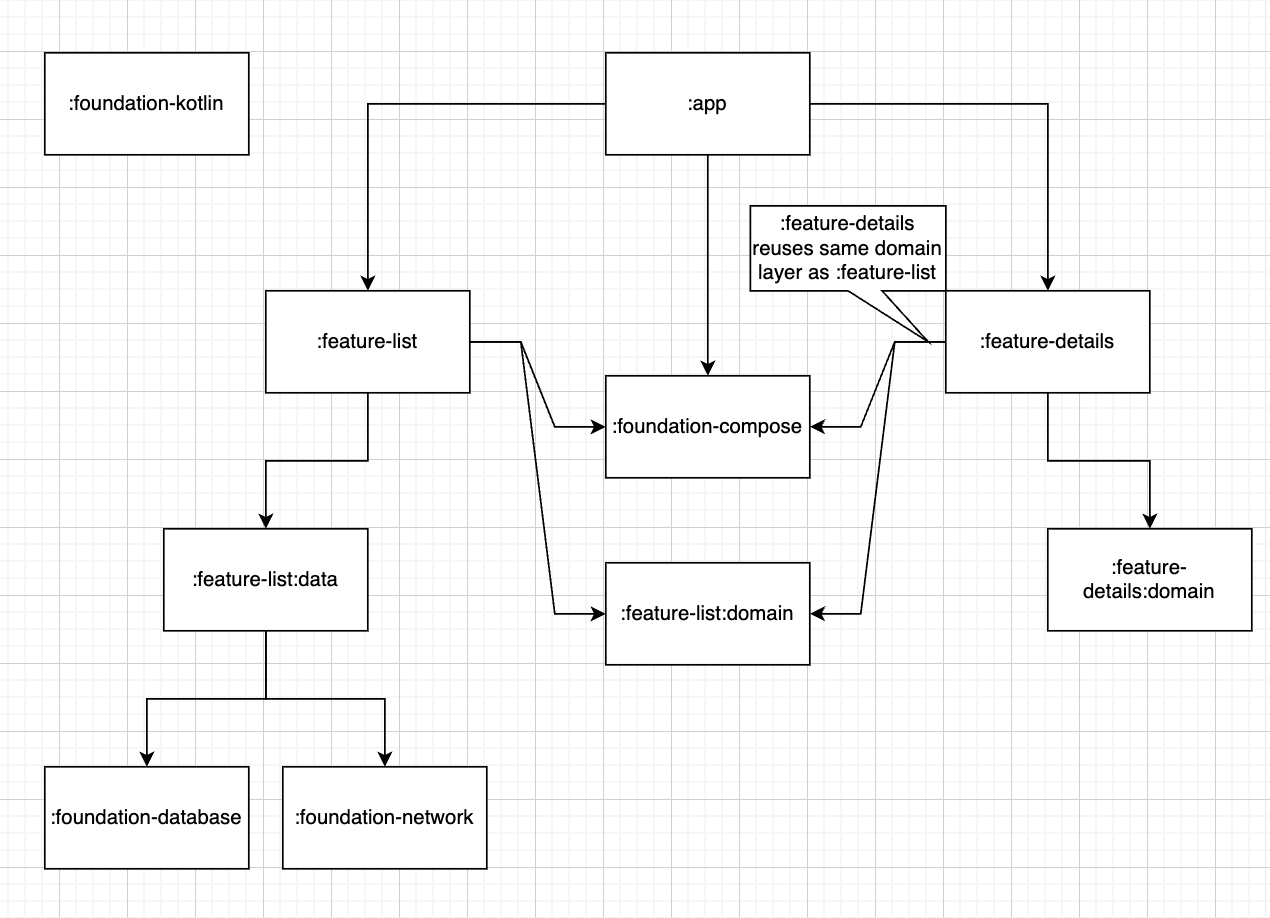 :foundation-kotlin
:app
:feature-details
reuses same domain
layer as :feature-list
:feature-list
:feature-details
:foundation-compose
:feature-list:data
:feature-
details:domain
:feature-list:domain
:foundation-database
:foundation-network